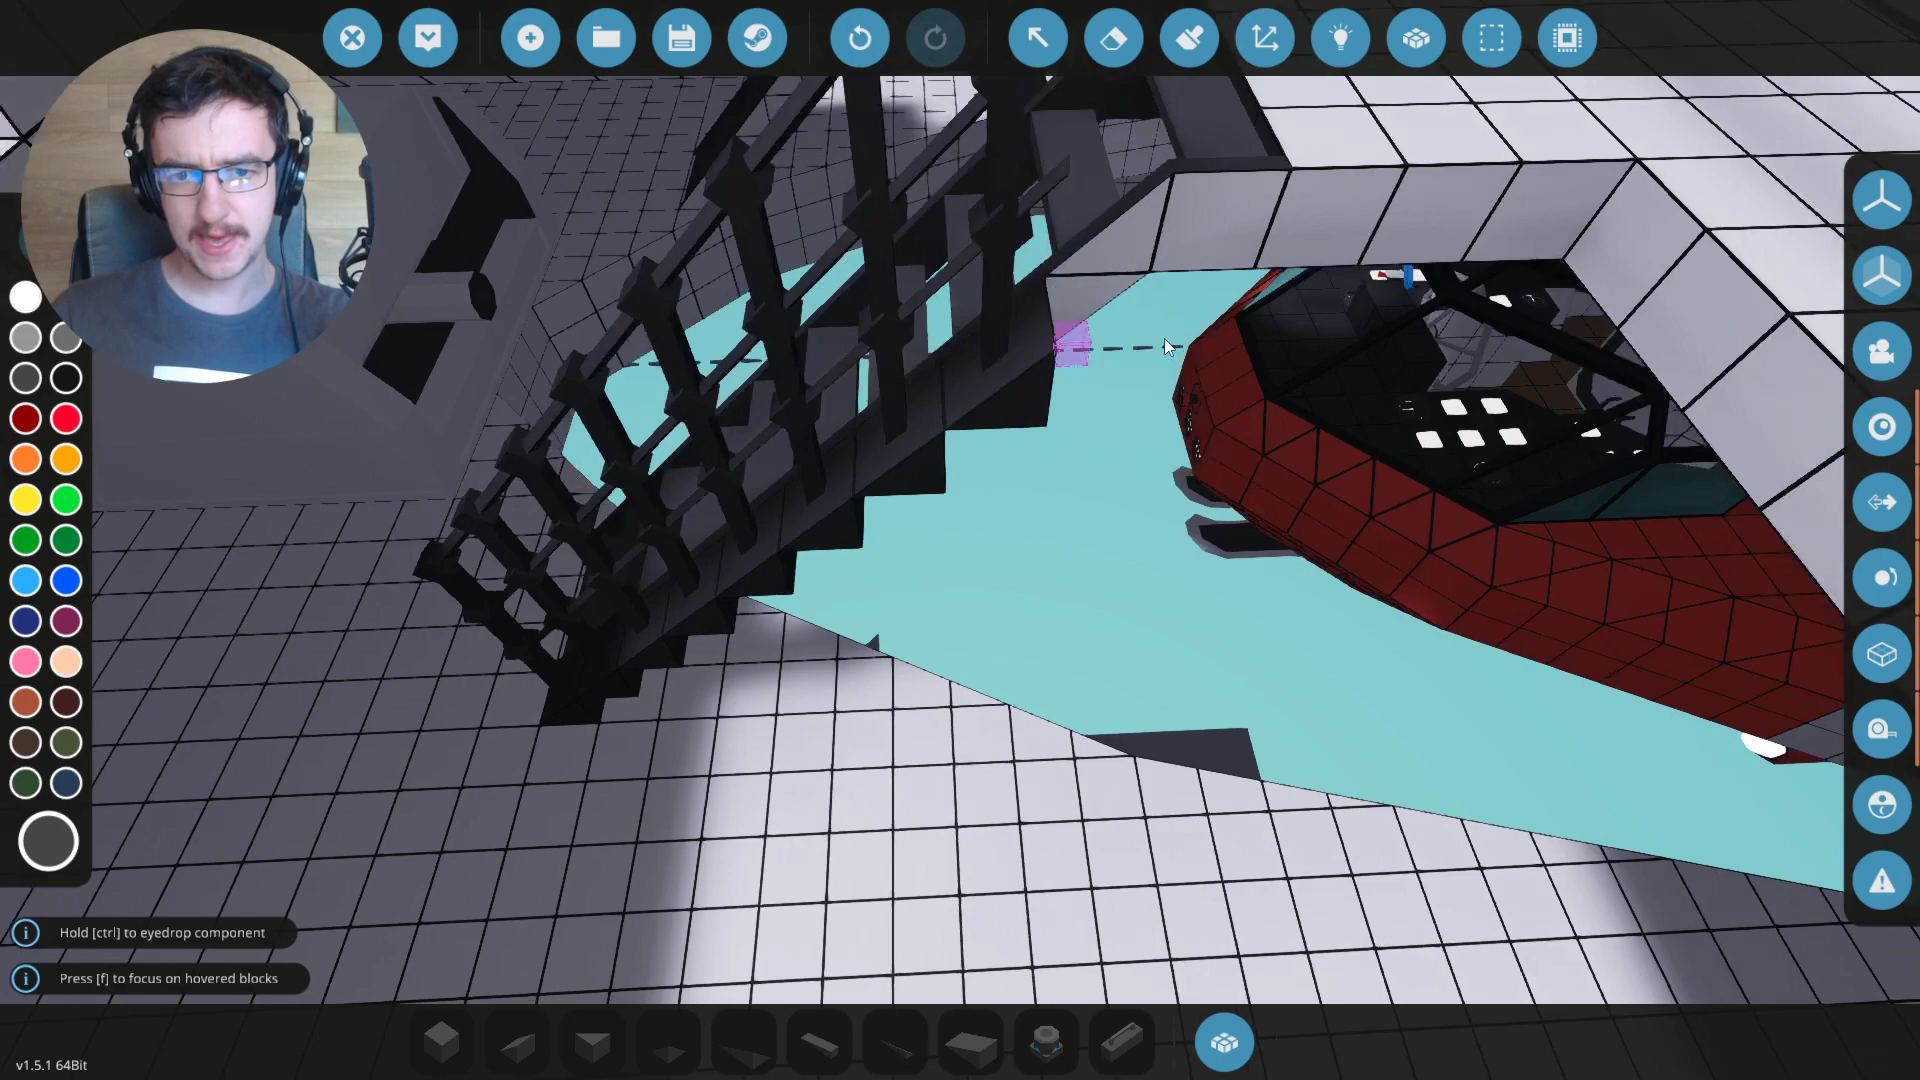 Hold [ctrl] to eyedrop component
Press [f] to focus on hovered blocks
v1.5.1 64Bit